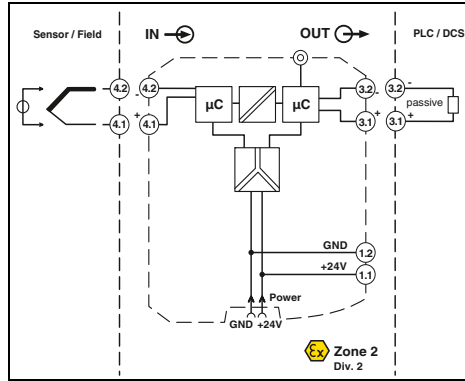 Sensor / Field
IN
OUT
PLC / DCS
4.2
-
4.2
µC
µC
3.2
-
3.2
-
passive
4.1
+
4.1
3.1
+
3.1
+
GND
1.2
+24V
1.1
Power
GND +24V
Ex
Zone 2
Div. 2